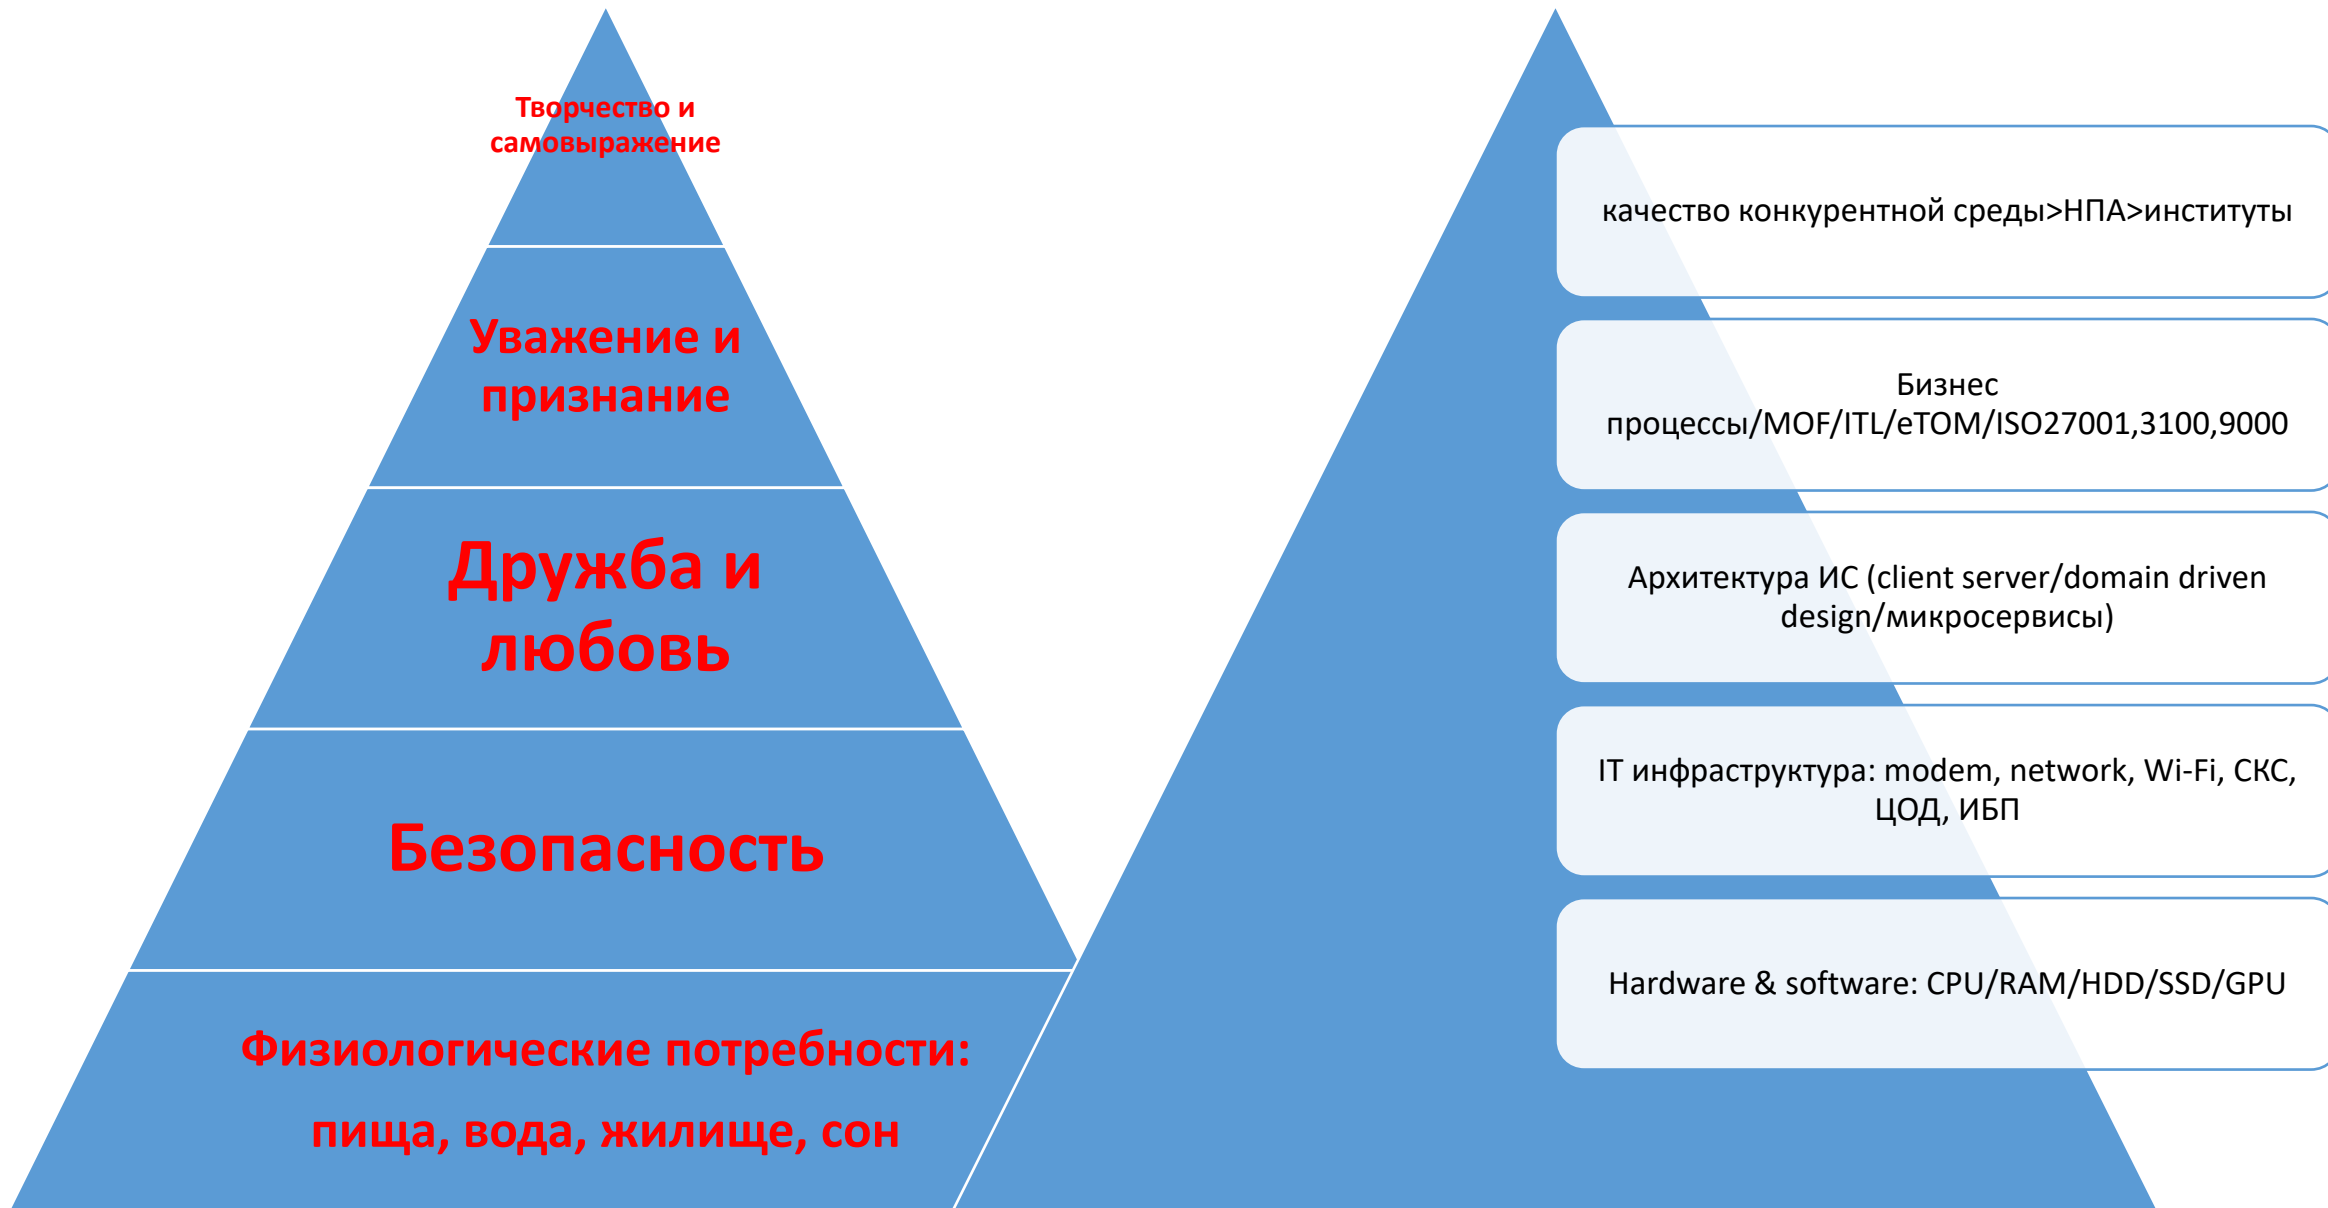 Творчество и
самовыражение
Уважение и
признание
Дружба и
любовь
Безопасность
Физиологические потребности:
пища, вода, жилище, сон
качество конкурентной среды>НПА>институты
Бизнес
процессы/MOF/ITL/eTOM/ISO27001,3100,9000
Архитектура ИС (client server/domain driven
design/микросервисы)
IT инфраструктура: modem, network, Wi-Fi, СКС,
ЦОД, ИБП
Hardware & software: CPU/RAM/HDD/SSD/GPU